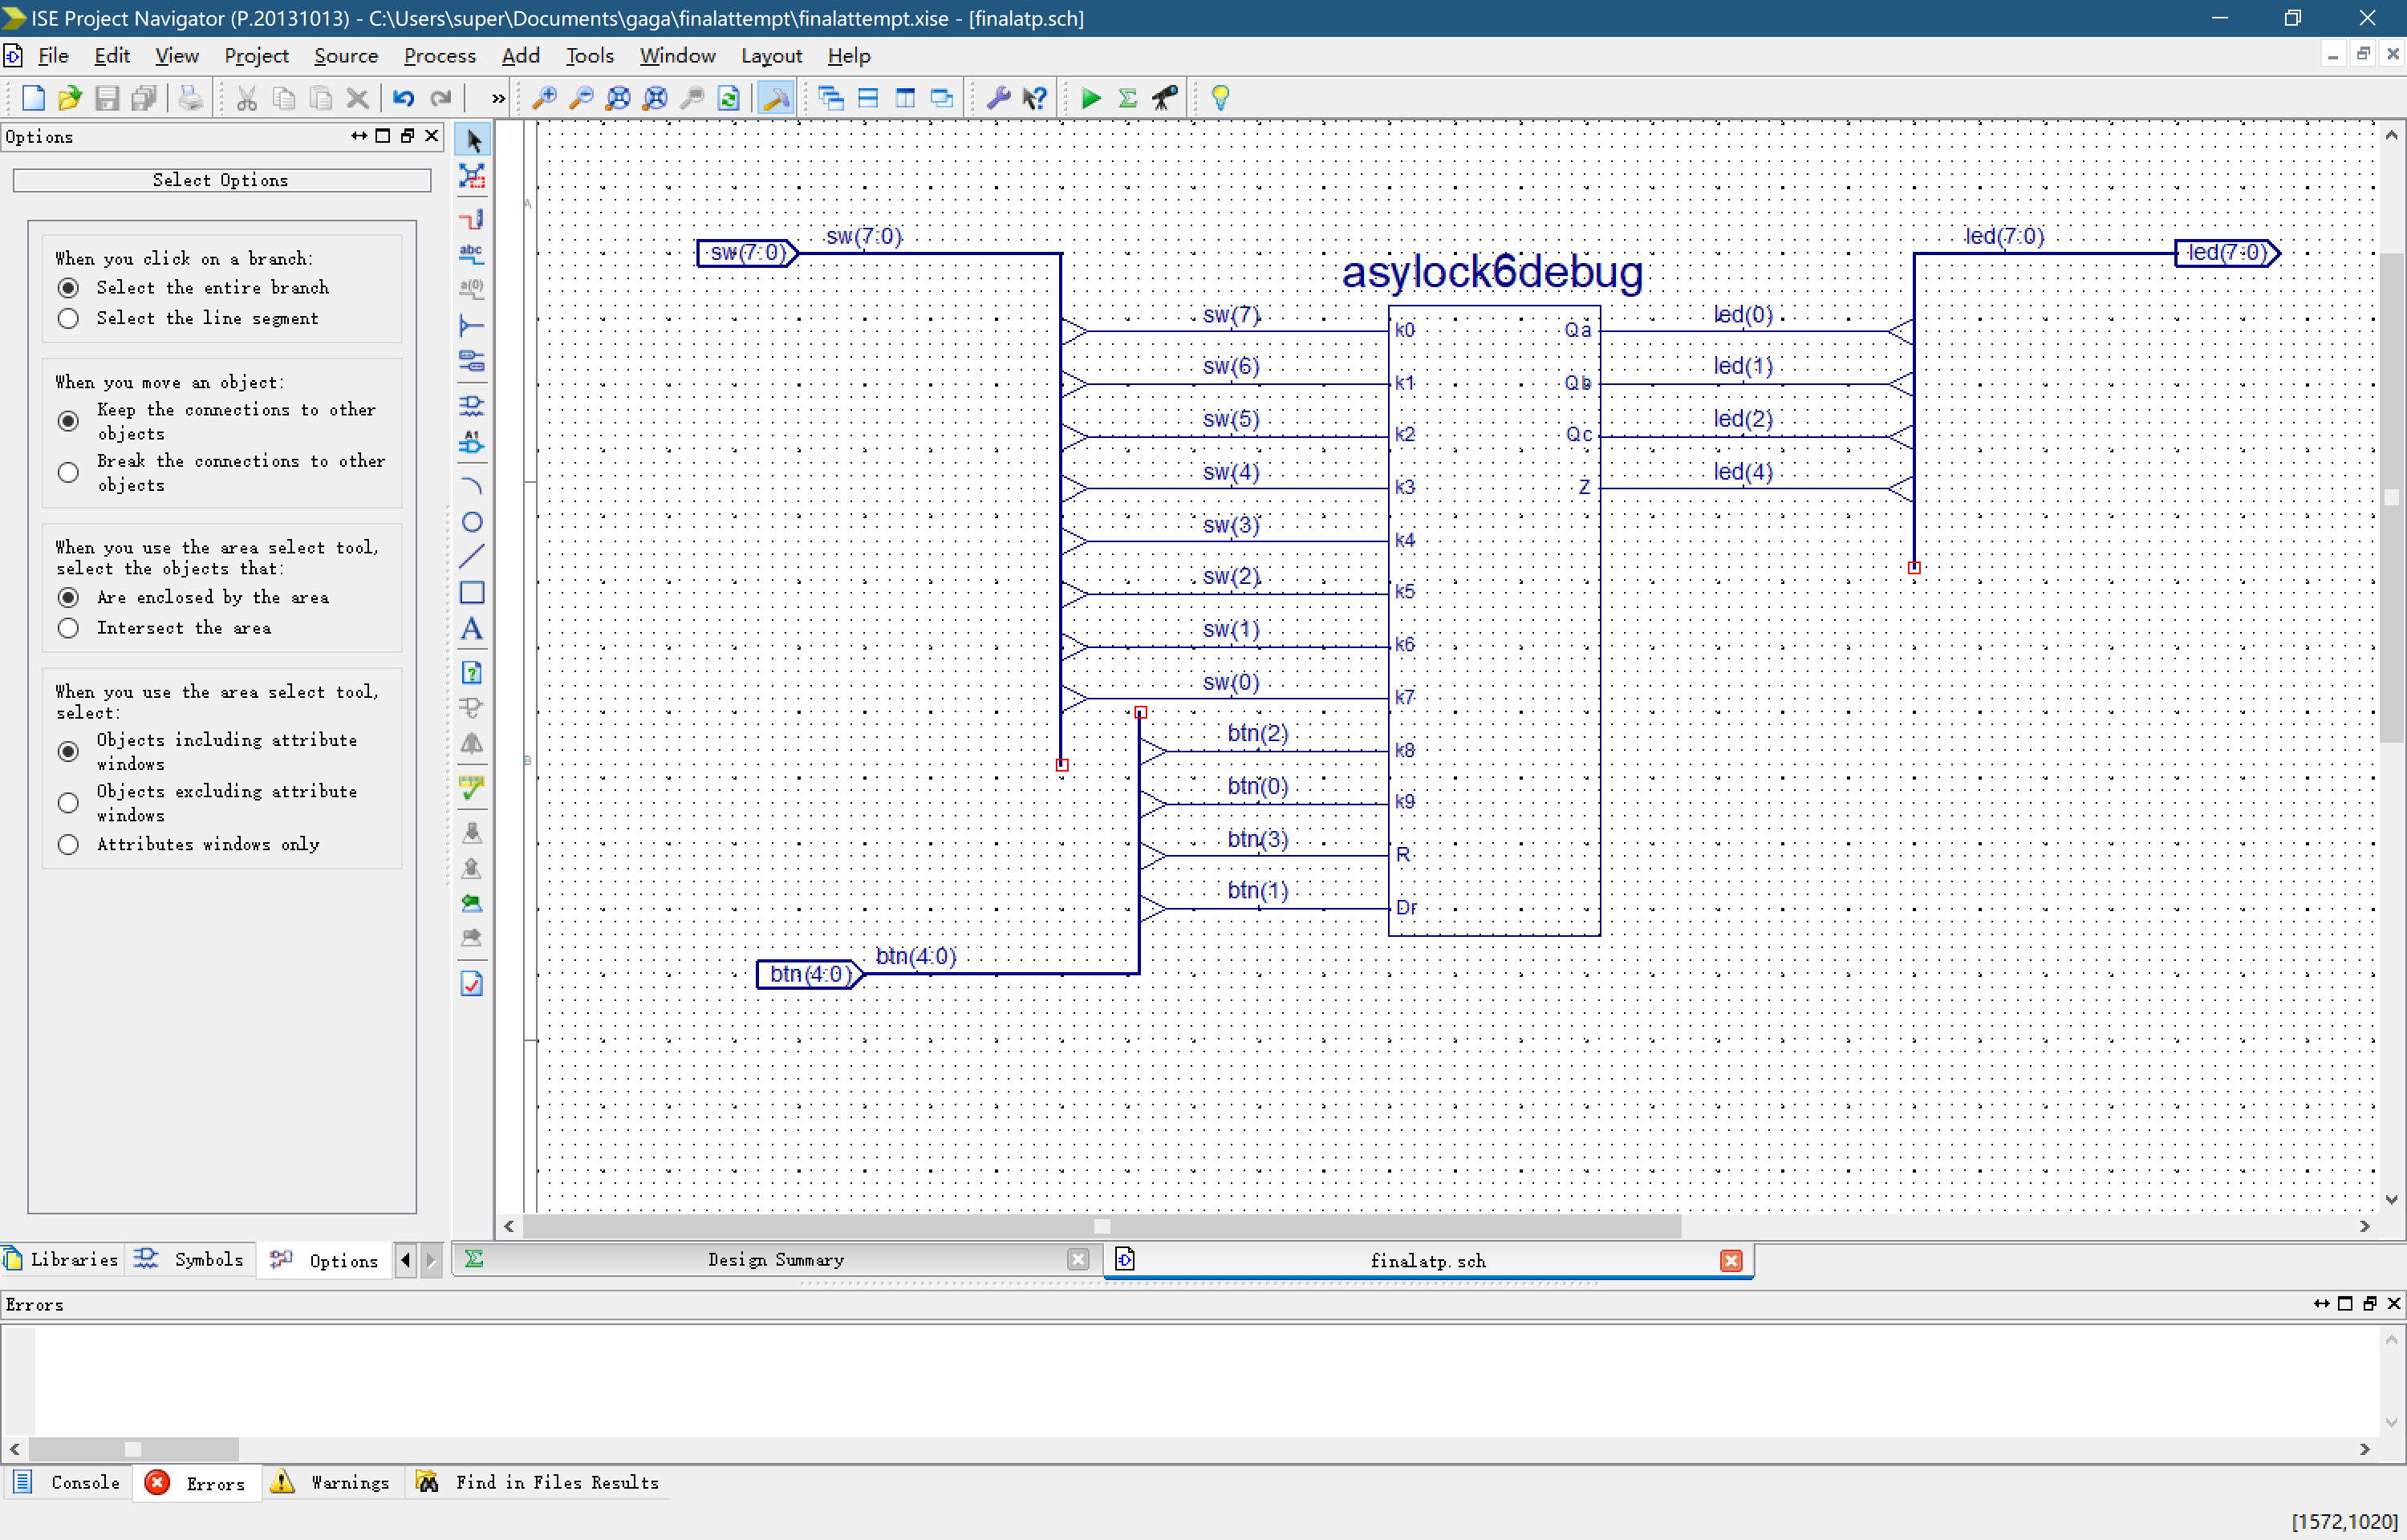 ISE Project Navigator (P.20131013) - C:\Users\super\Documents\gaga\finalattempt\finalattempt.xise - [finalatp.sch]
File Edit View Project Source Process Add Tools Window Layout Help
Options
Select Options
When you click on a branch:
Select the entire branch
Select the line segment
When you move an object:
Keep the connections to other
objects
Break the connections to other
objects
When you use the area select tool,
select the objects that:
Are enclosed by the area
Intersect the area
When you use the area select tool,
select:
Objects including attribute
windows
Objects excluding attribute
windows
Attributes windows only
abc
a(0)
A1
A
A
B
sw(7:0)
sw(7:0)
led(7:0)
led(7:0)
asylock6debug
sw(7) k0 Qa led(0)
sw(6) k1 Qb led(1)
sw(5) k2 Qc led(2)
sw(4) k3 Z led(4)
sw(3) k4
sw(2) k5
sw(1) k6
sw(0) k7
btn(2) k8
btn(0) k9
btn(3) R
btn(1) Dr
btn(4:0)
btn(4:0)
Libraries Symbols Options
Design Summary
finalatp.sch
Errors
Console Errors Warnings Find in Files Results
[1572,1020]